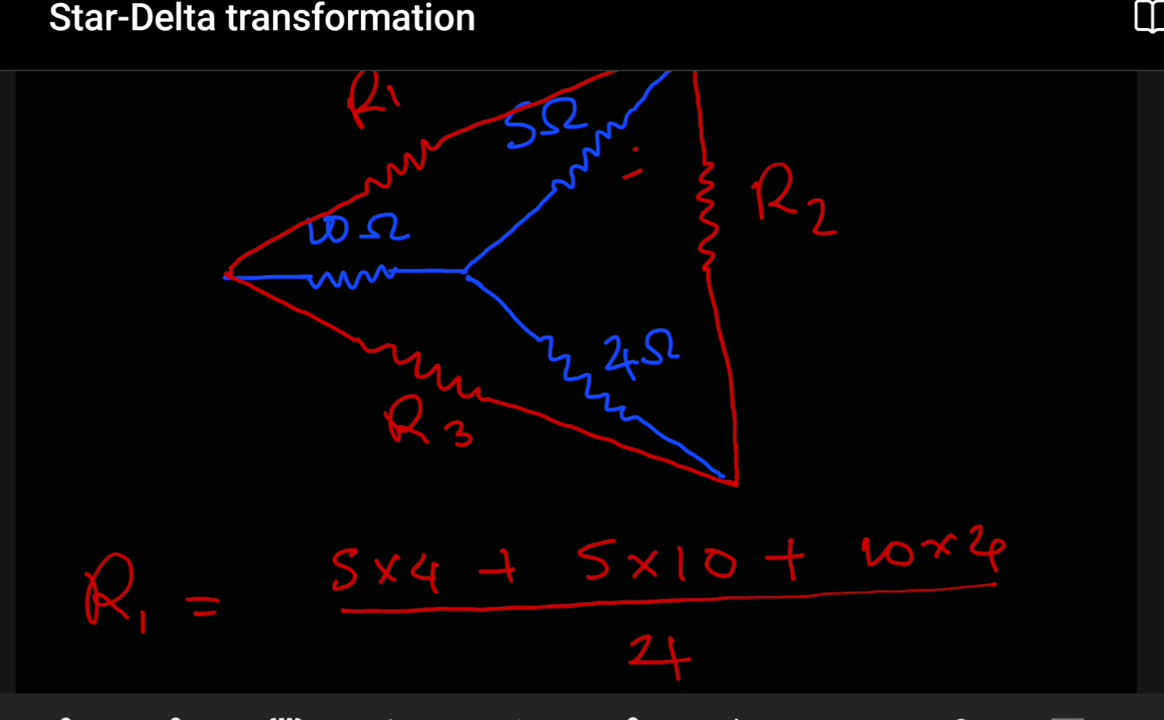 Star-Delta transformation
R1
5Ω
R2
10Ω
4Ω
R3
R1 = 5×4 + 5×10 + 10×4
4